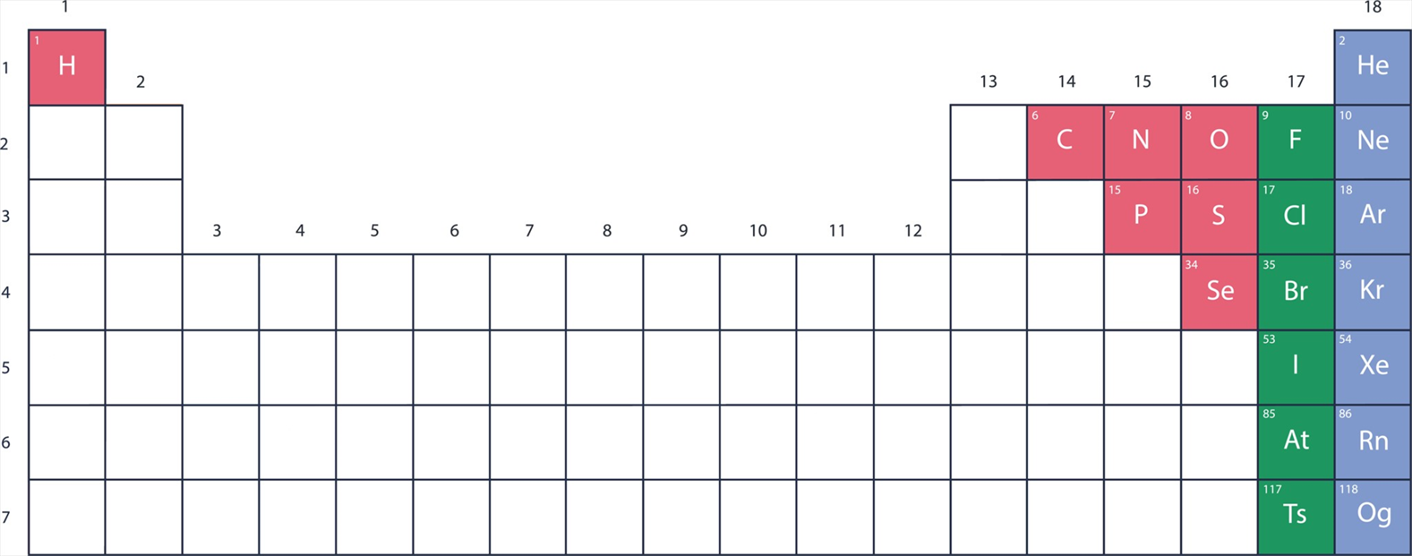 1 18
1 1 H 2 He
2 13 14 15 16 17
2 6 C 7 N 8 O 9 F 10 Ne
3 15 P 16 S 17 Cl 18 Ar
3 4 5 6 7 8 9 10 11 12
4 34 Se 35 Br 36 Kr
5 53 I 54 Xe
6 85 At 86 Rn
7 117 Ts 118 Og